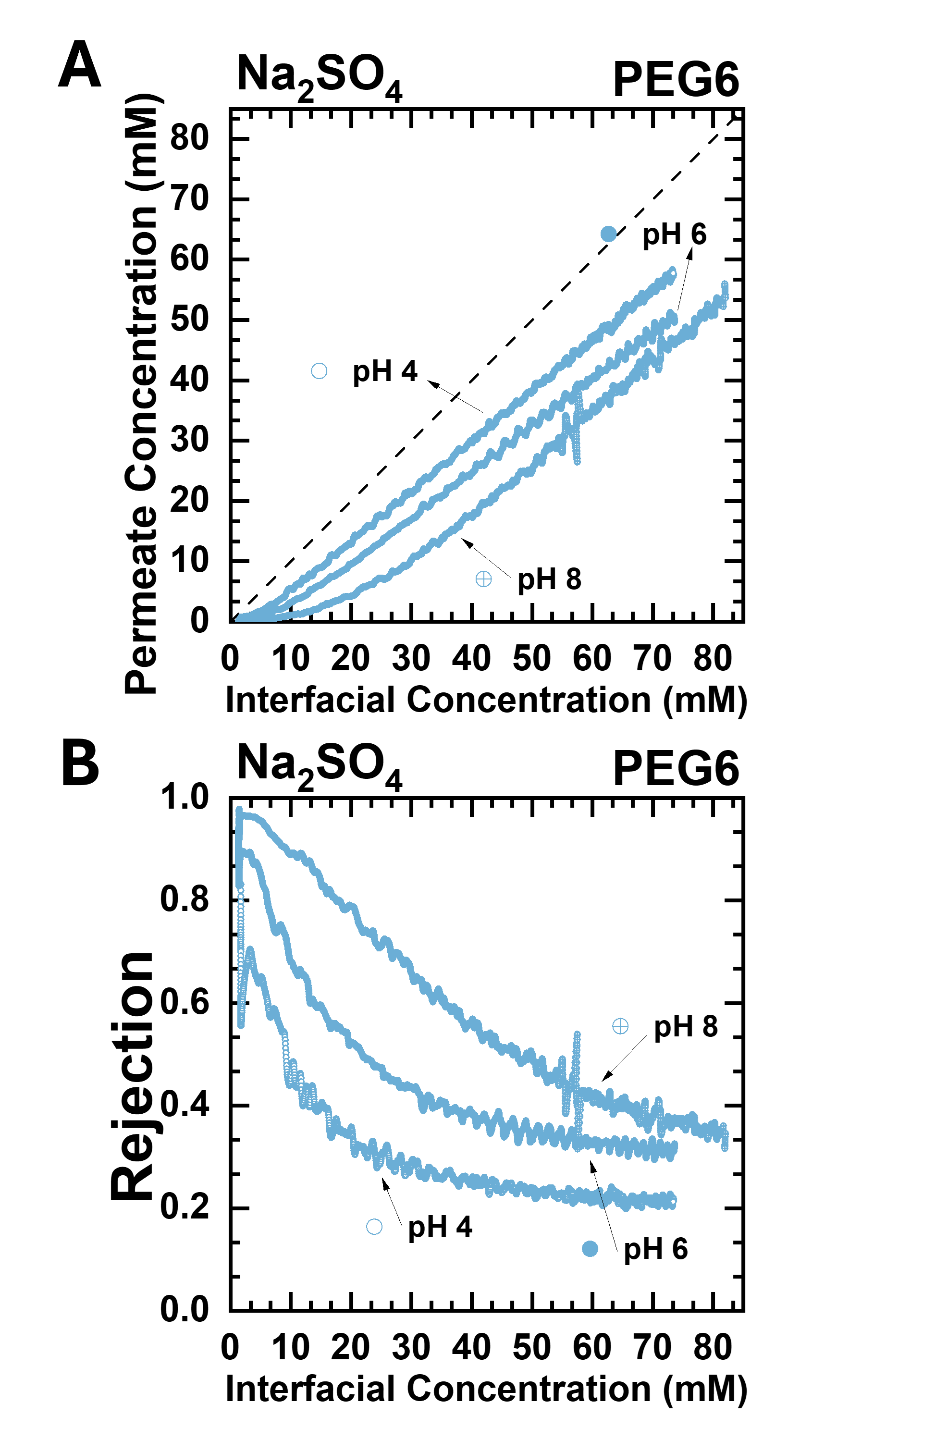 A
Na2SO4 PEG6
Permeate Concentration (mM)
80
70
60
50
40
30
20
10
0
pH 6
pH 4
pH 8
0 10 20 30 40 50 60 70 80
Interfacial Concentration (mM)
B
Na2SO4 PEG6
Rejection
1.0
0.8
0.6
0.4
0.2
0.0
pH 8
pH 4
pH 6
0 10 20 30 40 50 60 70 80
Interfacial Concentration (mM)